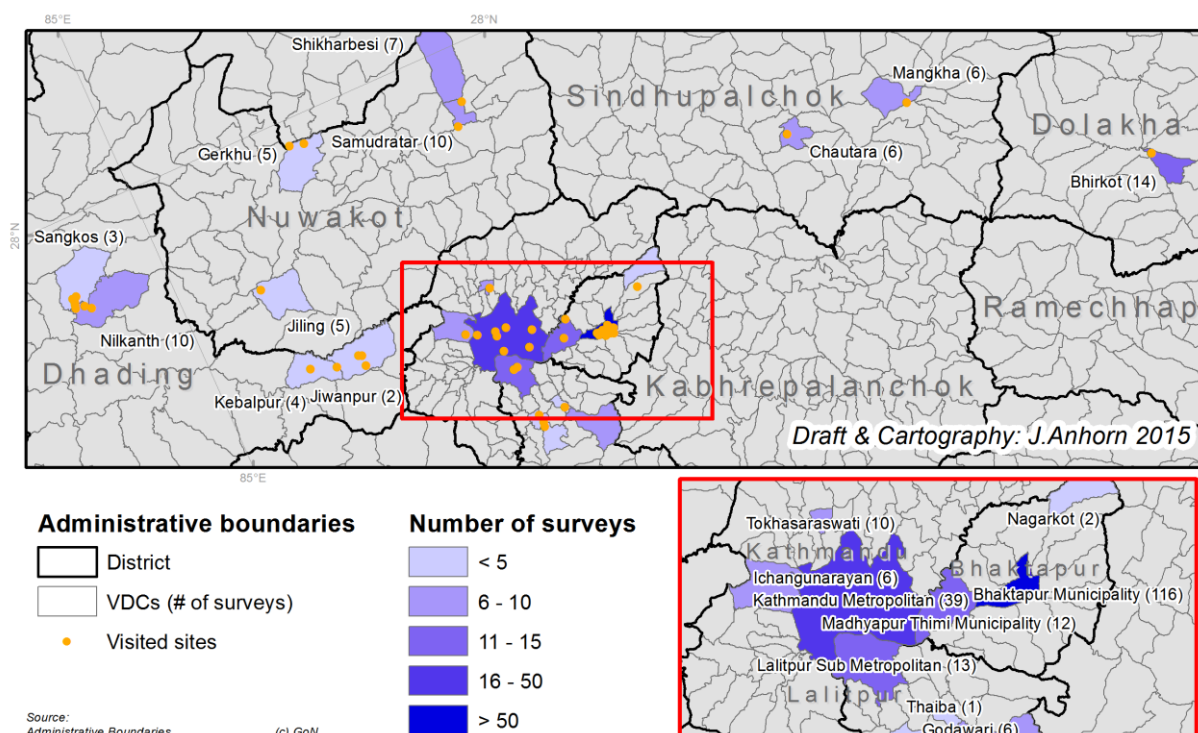 85°E
28°N
Shikharbesi (7)
Mangkha (6)
Sindhupalchok
Dolakha
Samudratar (10)
Gerkhu (5)
Chautara (6)
Bhirkot (14)
Nuwakot
Sangkos (3)
28°N
Ramechhap
Jiling (5)
Nilkanth (10)
Dhading
Kabhrepalanchok
Kebalpur (4)
Jiwanpur (2)
Draft & Cartography: J.Anhorn 2015
85°E
Administrative boundaries
District
VDCs (# of surveys)
Visited sites
Number of surveys
< 5
6 - 10
11 - 15
16 - 50
> 50
Tokhasaraswati (10)
Nagarkot (2)
Kathmandu
Bhaktapur
Ichangunarayan (6)
Bhaktapur Municipality (116)
Kathmandu Metropolitan (39)
Madhyapur Thimi Municipality (12)
Lalitpur Sub Metropolitan (13)
Lalitpur
Thaiba (1)
Godawari (6)
Source:
Administrative Boundaries (c) GoN